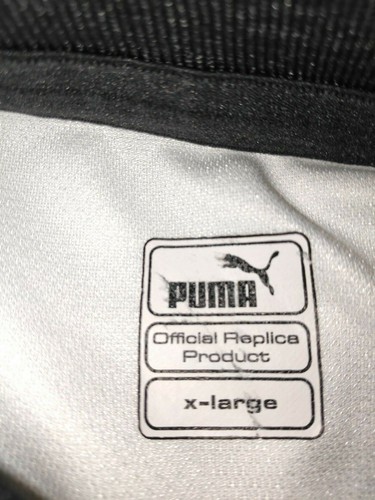 PUMA
Official Replica
Product
x-large